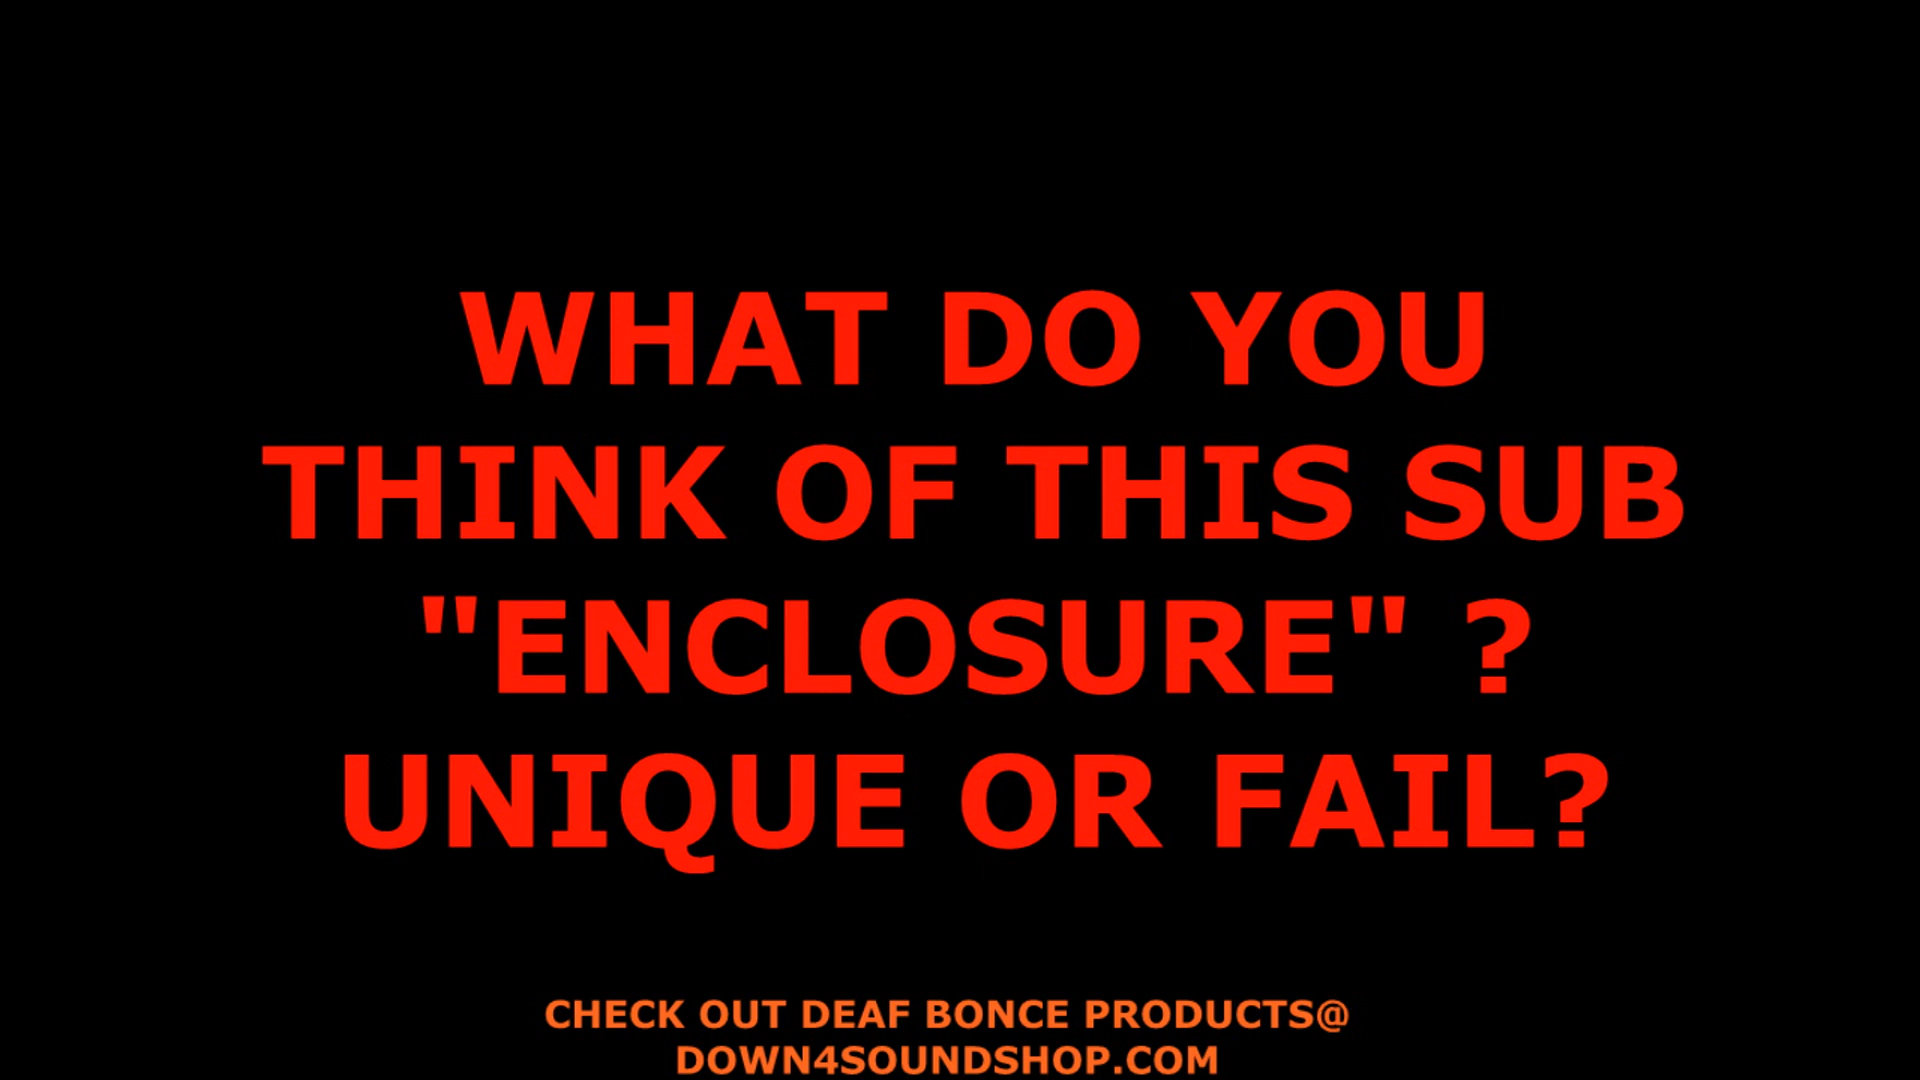 WHAT DO YOU
THINK OF THIS SUB
"ENCLOSURE" ?
UNIQUE OR FAIL?
CHECK OUT DEAF BONCE PRODUCTS@
DOWN4SOUNDSHOP.COM